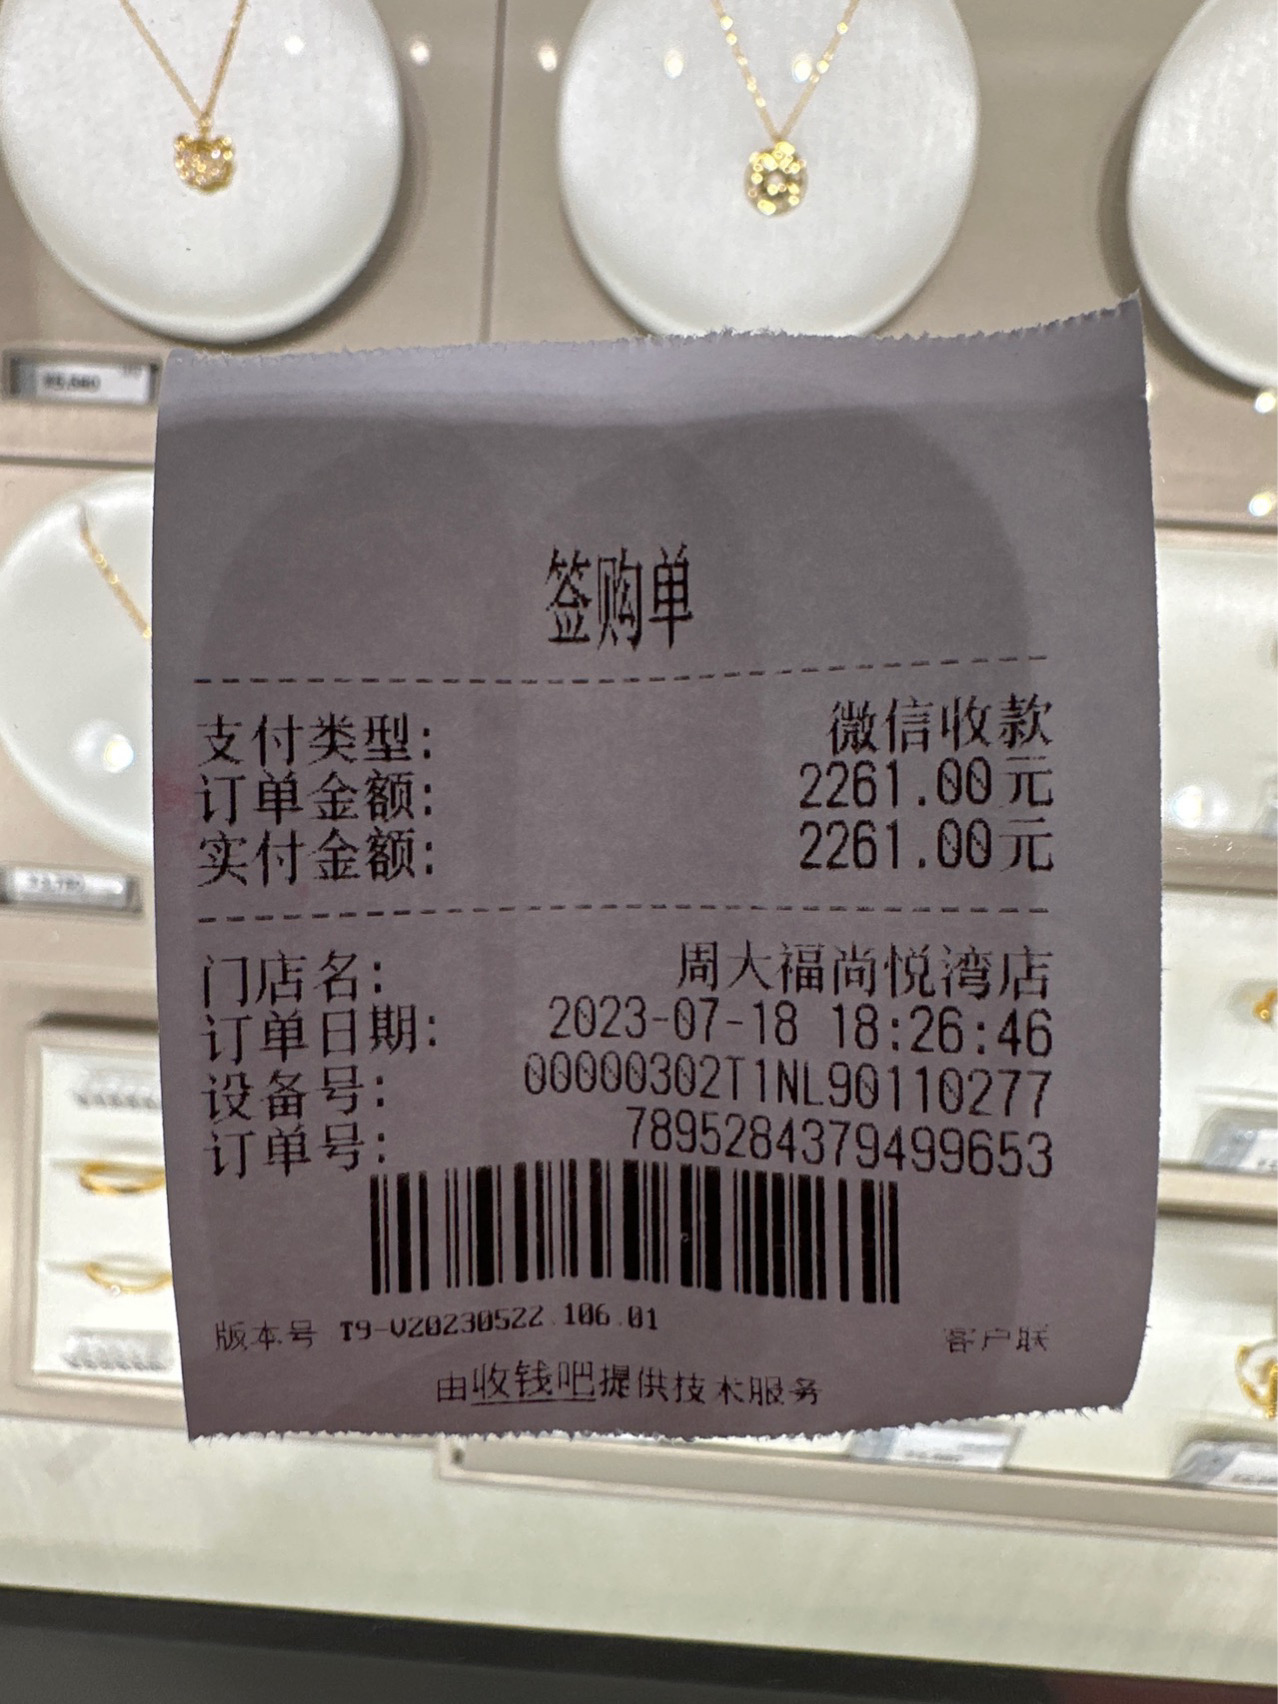 签购单
支付类型: 微信收款
订单金额: 2261.00元
实付金额: 2261.00元
门店名: 周大福尚悦湾店
订单日期: 2023-07-18 18:26:46
设备号: 00000302T1NL90110277
订单号: 7895284379499653
版本号 T9-V20230522.106.01 客户联
由收钱吧提供技术服务